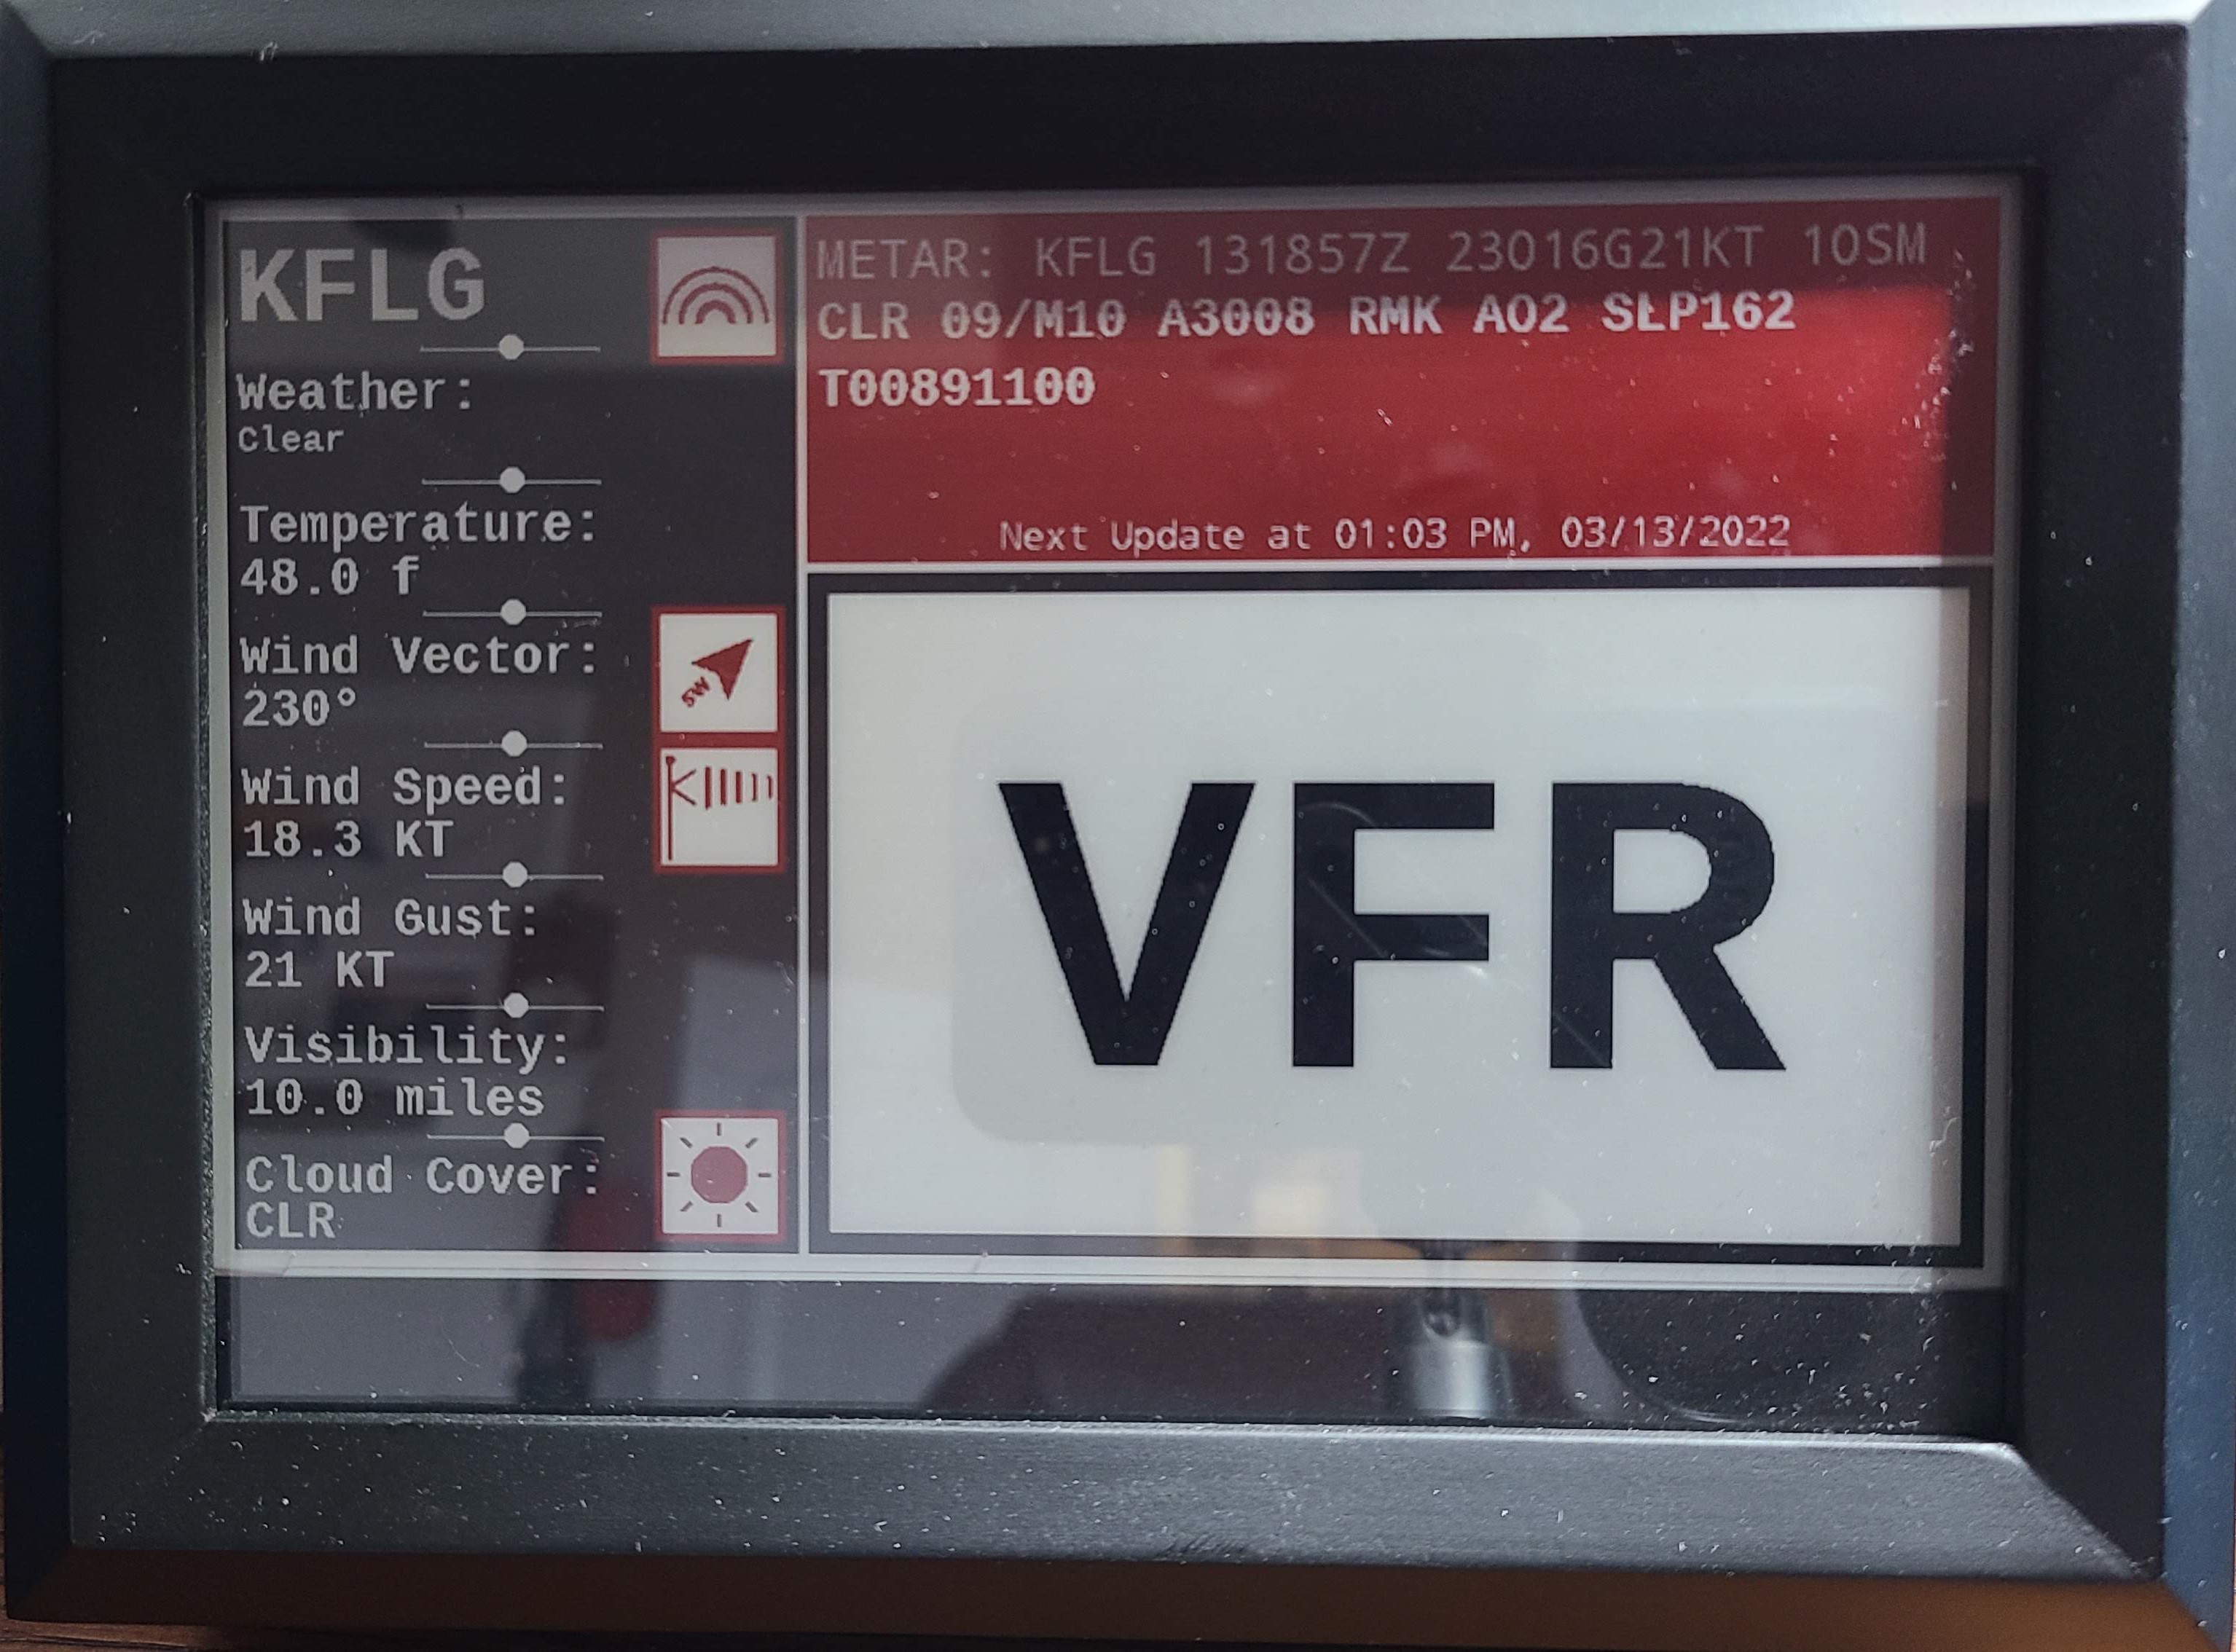 KFLG
Weather:
Clear
Temperature:
48.0 f
Wind Vector:
230°
SW
Wind Speed:
18.3 KT
Wind Gust:
21 KT
Visibility:
10.0 miles
Cloud Cover:
CLR
METAR: KFLG 131857Z 23016G21KT 10SM
CLR 09/M10 A3008 RMK AO2 SLP162
T00891100
Next Update at 01:03 PM, 03/13/2022
VFR